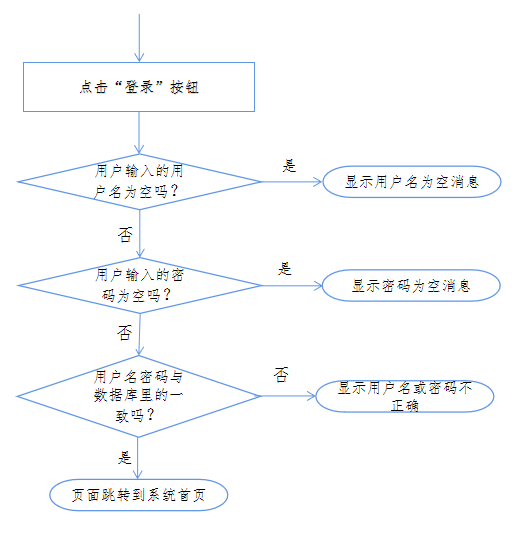 点击“登录”按钮
用户输入的用
户名为空吗？
是
显示用户名为空消息
否
用户输入的密
码为空吗？
是
显示密码为空消息
否
用户名密码与
数据库里的一
致吗？
否
显示用户名或密码不
正确
是
页面跳转到系统首页